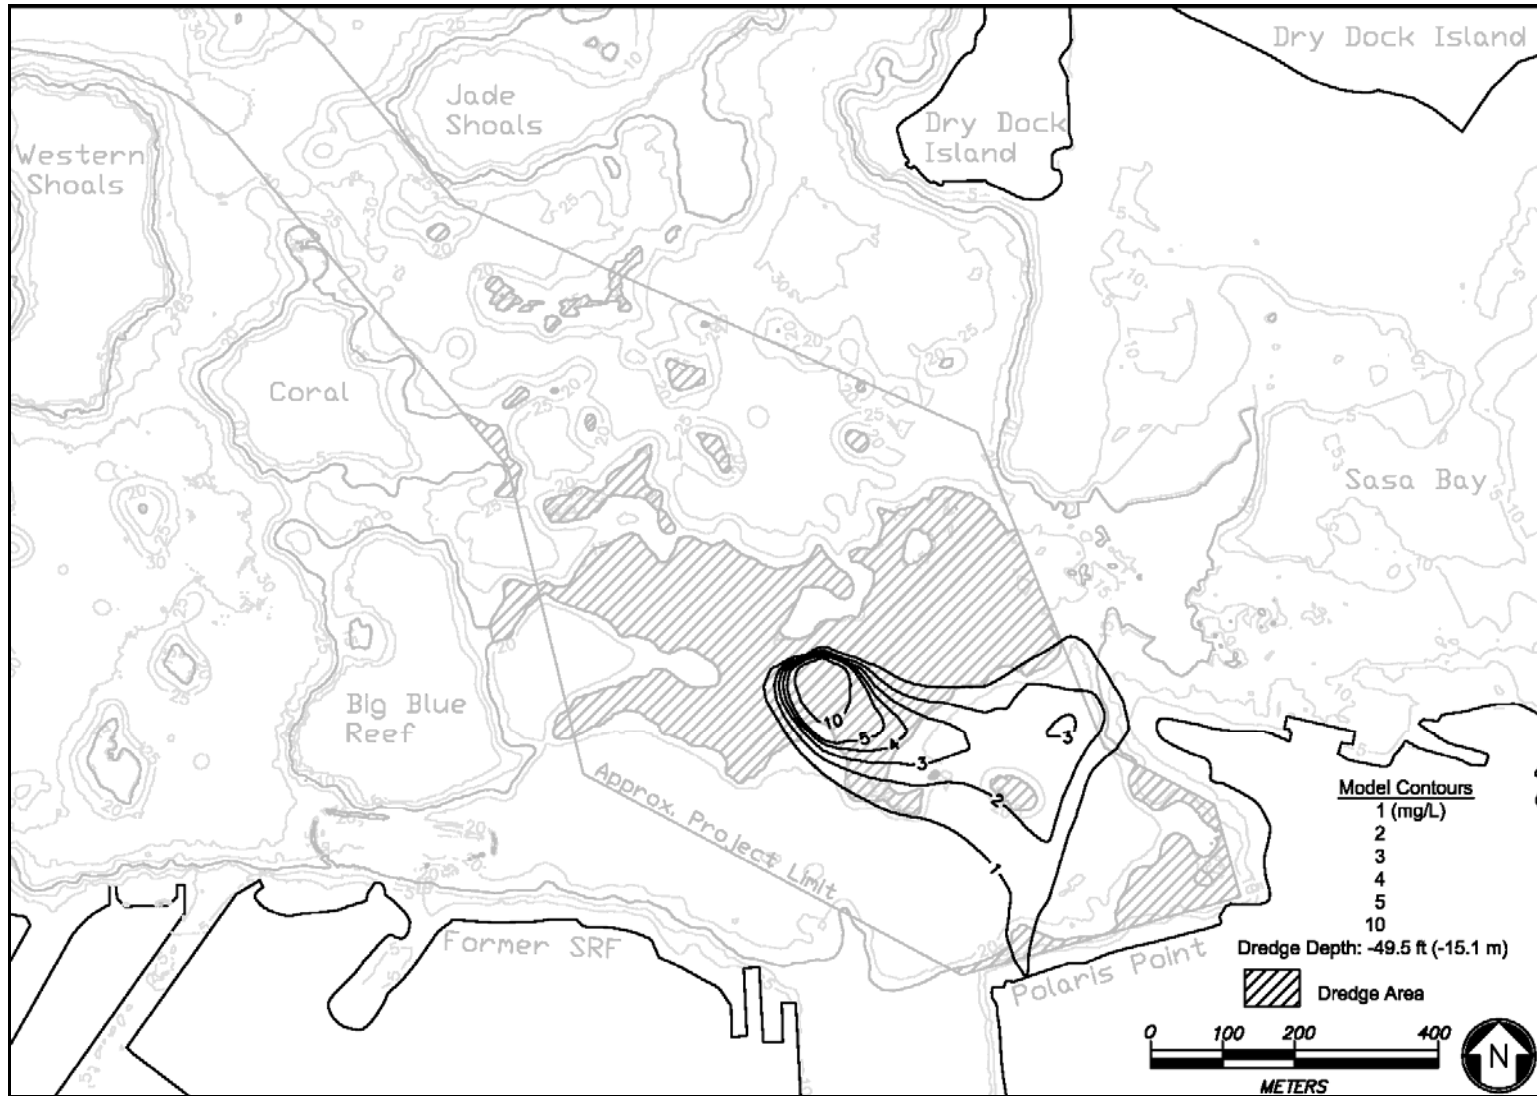 Dry Dock Island
Jade
Shoals
Dry Dock
Island
Western
Shoals
Coral
Sasa Bay
Big Blue
Reef
Approx. Project Limit
10
5
4
3
3
2
1
Former SRF
Polaris Point
Model Contours
1 (mg/L)
2
3
4
5
10
Dredge Depth: -49.5 ft (-15.1 m)
Dredge Area
0 100 200 400
METERS
N